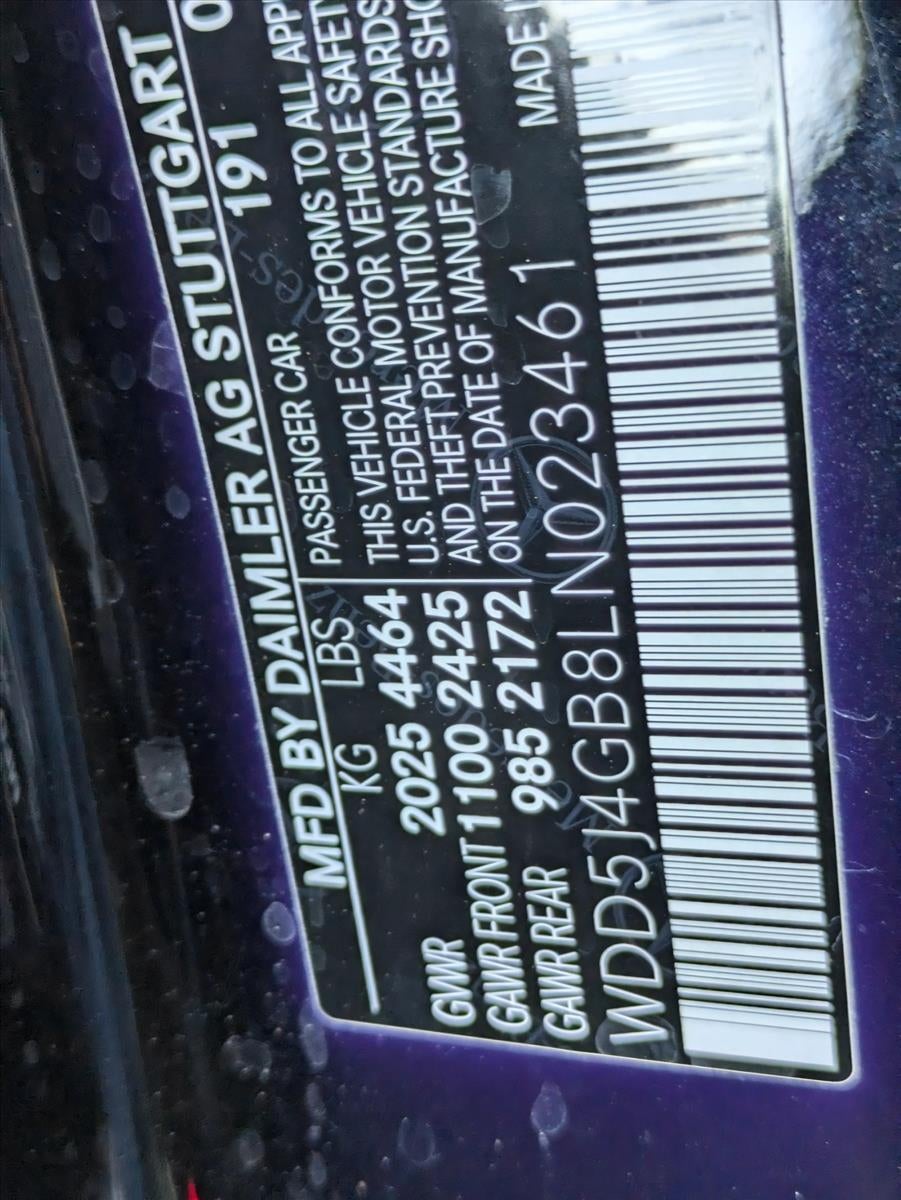 MFD BY DAIMLER AG STUTTGART 0
191
KG LBS
GVWR 2025 4464
GAWR FRONT 1100 2425
GAWR REAR 985 2172
PASSENGER CAR
THIS VEHICLE CONFORMS TO ALL APP
U.S. FEDERAL MOTOR VEHICLE SAFET
AND THEFT PREVENTION STANDARDS
ON THE DATE OF MANUFACTURE SHO
MADE I
WDD5J4GB8LN023461